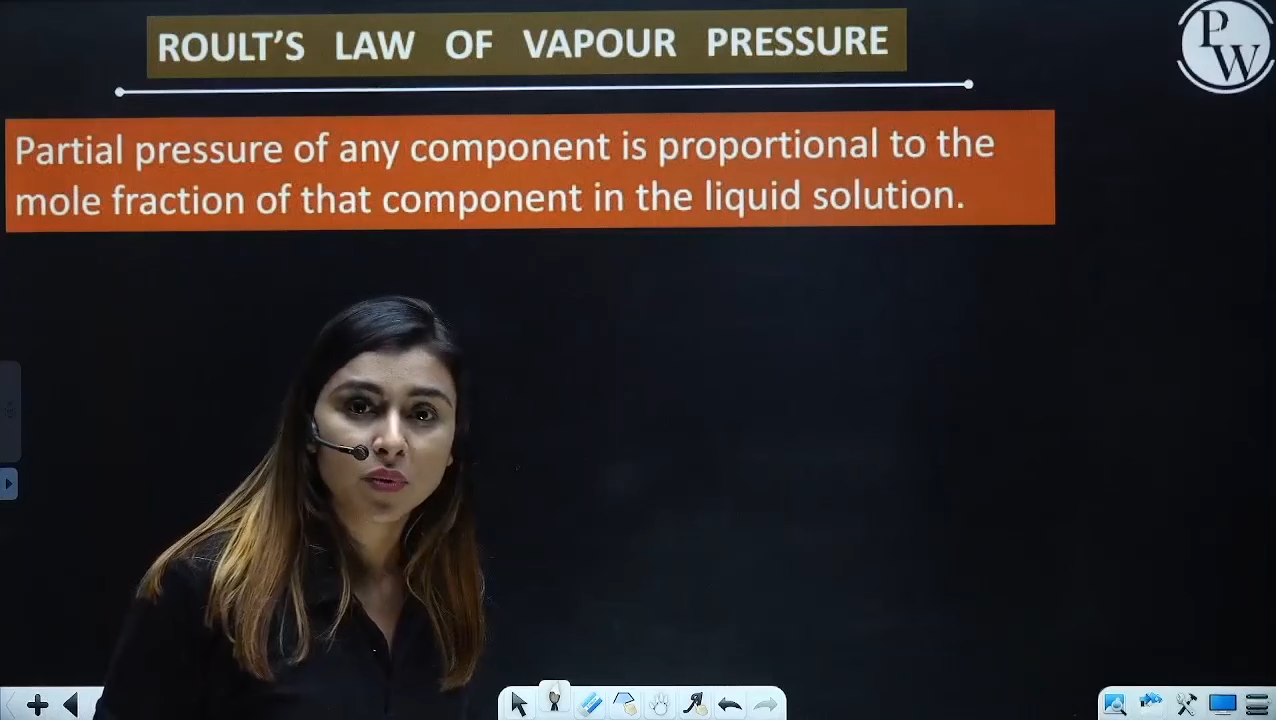 ROULT'S LAW OF VAPOUR PRESSURE
PW
Partial pressure of any component is proportional to the
mole fraction of that component in the liquid solution.